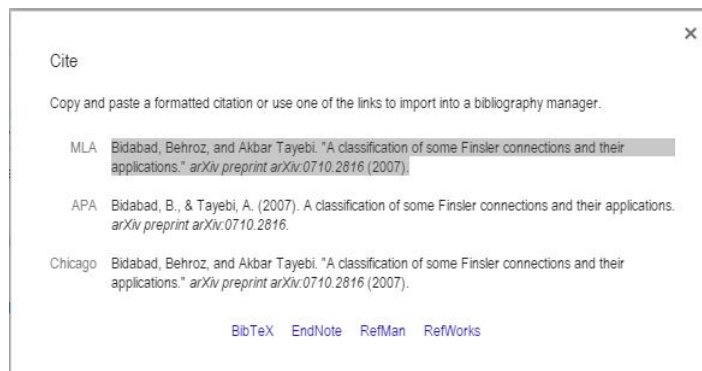 ×
Cite
Copy and paste a formatted citation or use one of the links to import into a bibliography manager.
MLA Bidabad, Behroz, and Akbar Tayebi. "A classification of some Finsler connections and their
applications." arXiv preprint arXiv:0710.2816 (2007).
APA Bidabad, B., & Tayebi, A. (2007). A classification of some Finsler connections and their applications.
arXiv preprint arXiv:0710.2816.
Chicago Bidabad, Behroz, and Akbar Tayebi. "A classification of some Finsler connections and their
applications." arXiv preprint arXiv:0710.2816 (2007).
BibTeX EndNote RefMan RefWorks